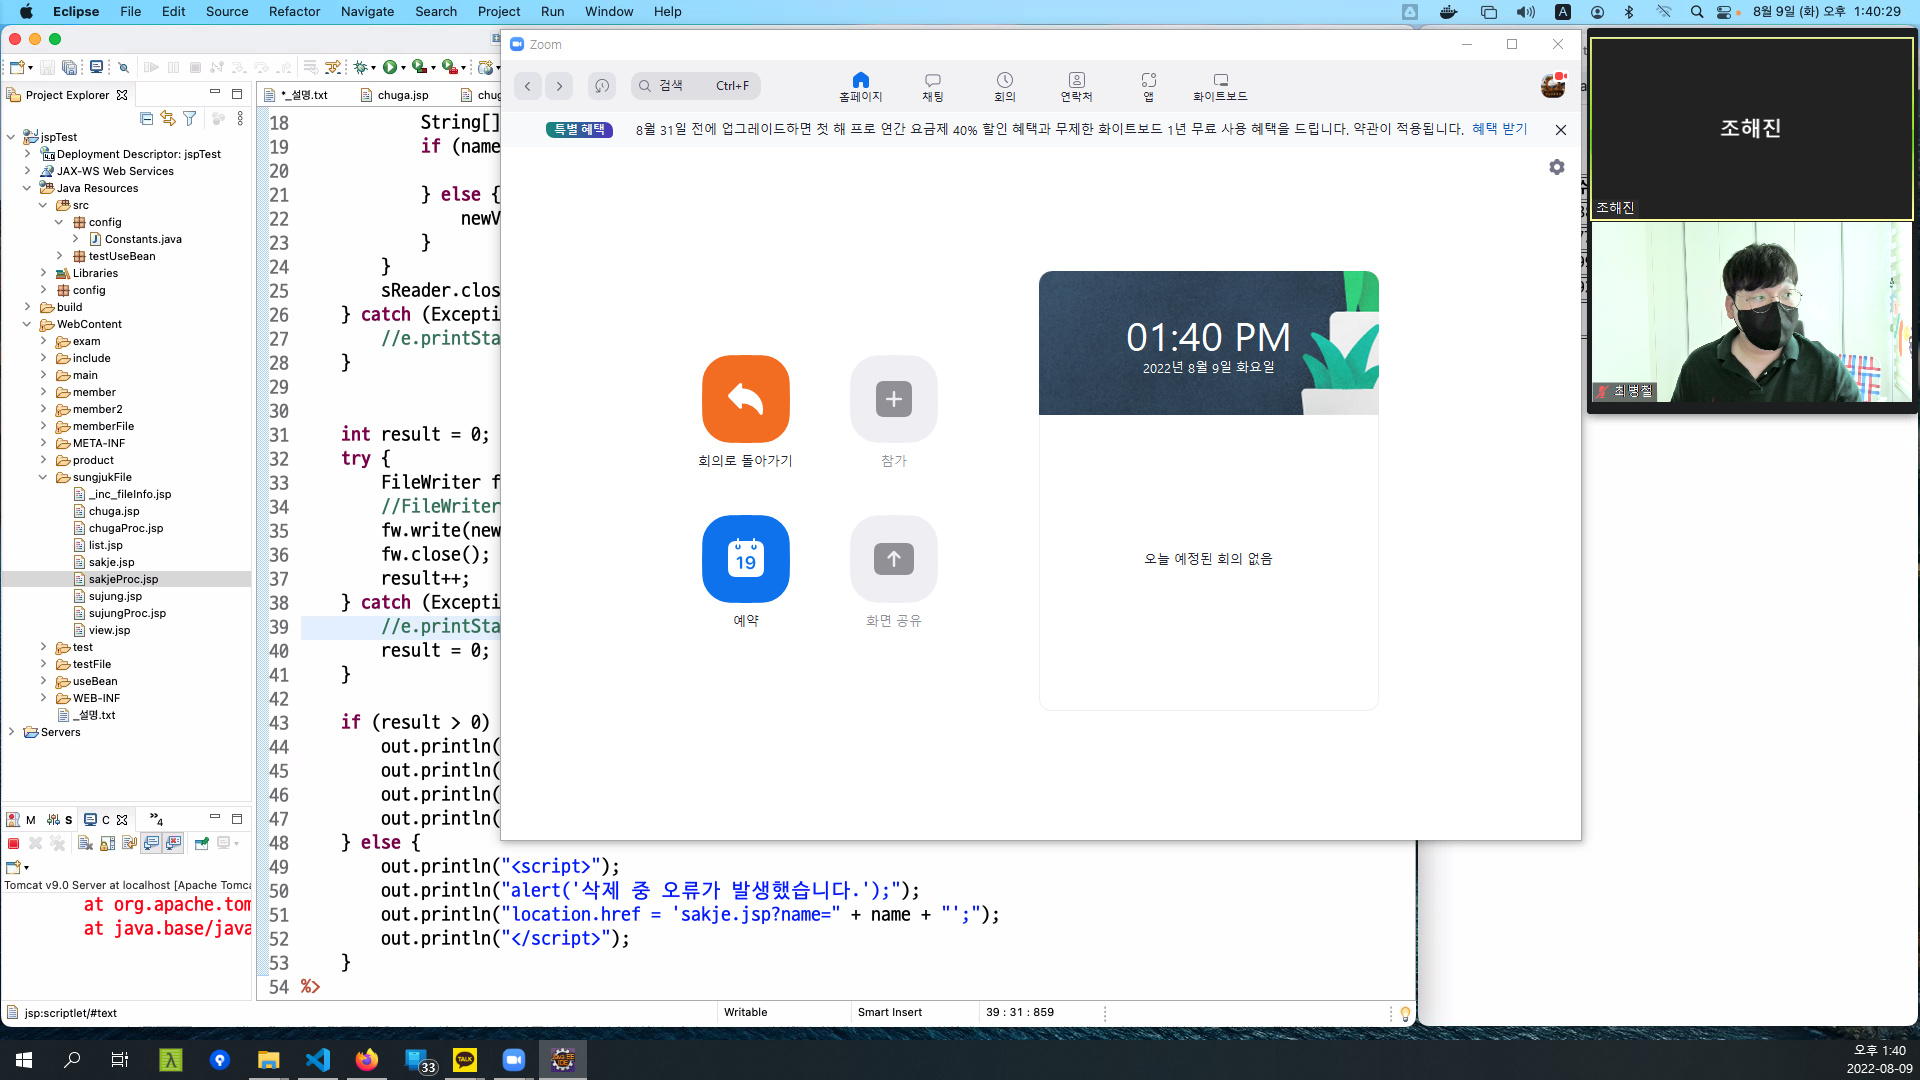 Eclipse File Edit Source Refactor Navigate Search Project Run Window Help
A 8월 9일 (화) 오후 1:40:29
Project Explorer
jspTest
Deployment Descriptor: jspTest
JAX-WS Web Services
Java Resources
src
config
Constants.java
testUseBean
Libraries
config
build
WebContent
exam
include
main
member
member2
memberFile
META-INF
product
sungjukFile
_inc_fileInfo.jsp
chuga.jsp
chugaProc.jsp
list.jsp
sakje.jsp
sakjeProc.jsp
sujung.jsp
sujungProc.jsp
view.jsp
test
testFile
useBean
WEB-INF
_설명.txt
Servers
M S C »4
Tomcat v9.0 Server at localhost [Apache Tomca
at org.apache.tom
at java.base/java
jsp:scriptlet/#text
*_설명.txt chuga.jsp chug
18 String[]
19 if (name
20
21 } else {
22 newV
23 }
24 }
25 sReader.clos
26 } catch (Excepti
27 //e.printSta
28 }
29
30
31 int result = 0;
32 try {
33 FileWriter f
34 //FileWriter
35 fw.write(new
36 fw.close();
37 result++;
38 } catch (Excepti
39 //e.printSta
40 result = 0;
41 }
42
43 if (result > 0)
44 out.println(
45 out.println(
46 out.println(
47 out.println(
48 } else {
49 out.println("<script>");
50 out.println("alert('삭제 중 오류가 발생했습니다.');");
51 out.println("location.href = 'sakje.jsp?name=" + name + "';");
52 out.println("</script>");
53 }
54 %>
Writable Smart Insert 39 : 31 : 859
Zoom
검색 Ctrl+F
홈페이지 채팅 회의 연락처 앱 화이트보드
특별 혜택 8월 31일 전에 업그레이드하면 첫 해 프로 연간 요금제 40% 할인 혜택과 무제한 화이트보드 1년 무료 사용 혜택을 드립니다. 약관이 적용됩니다. 혜택 받기
회의로 돌아가기 참가
19
예약 화면 공유
01:40 PM
2022년 8월 9일 화요일
오늘 예정된 회의 없음
조해진
조해진
최병철
33
TALK
오후 1:40
2022-08-09